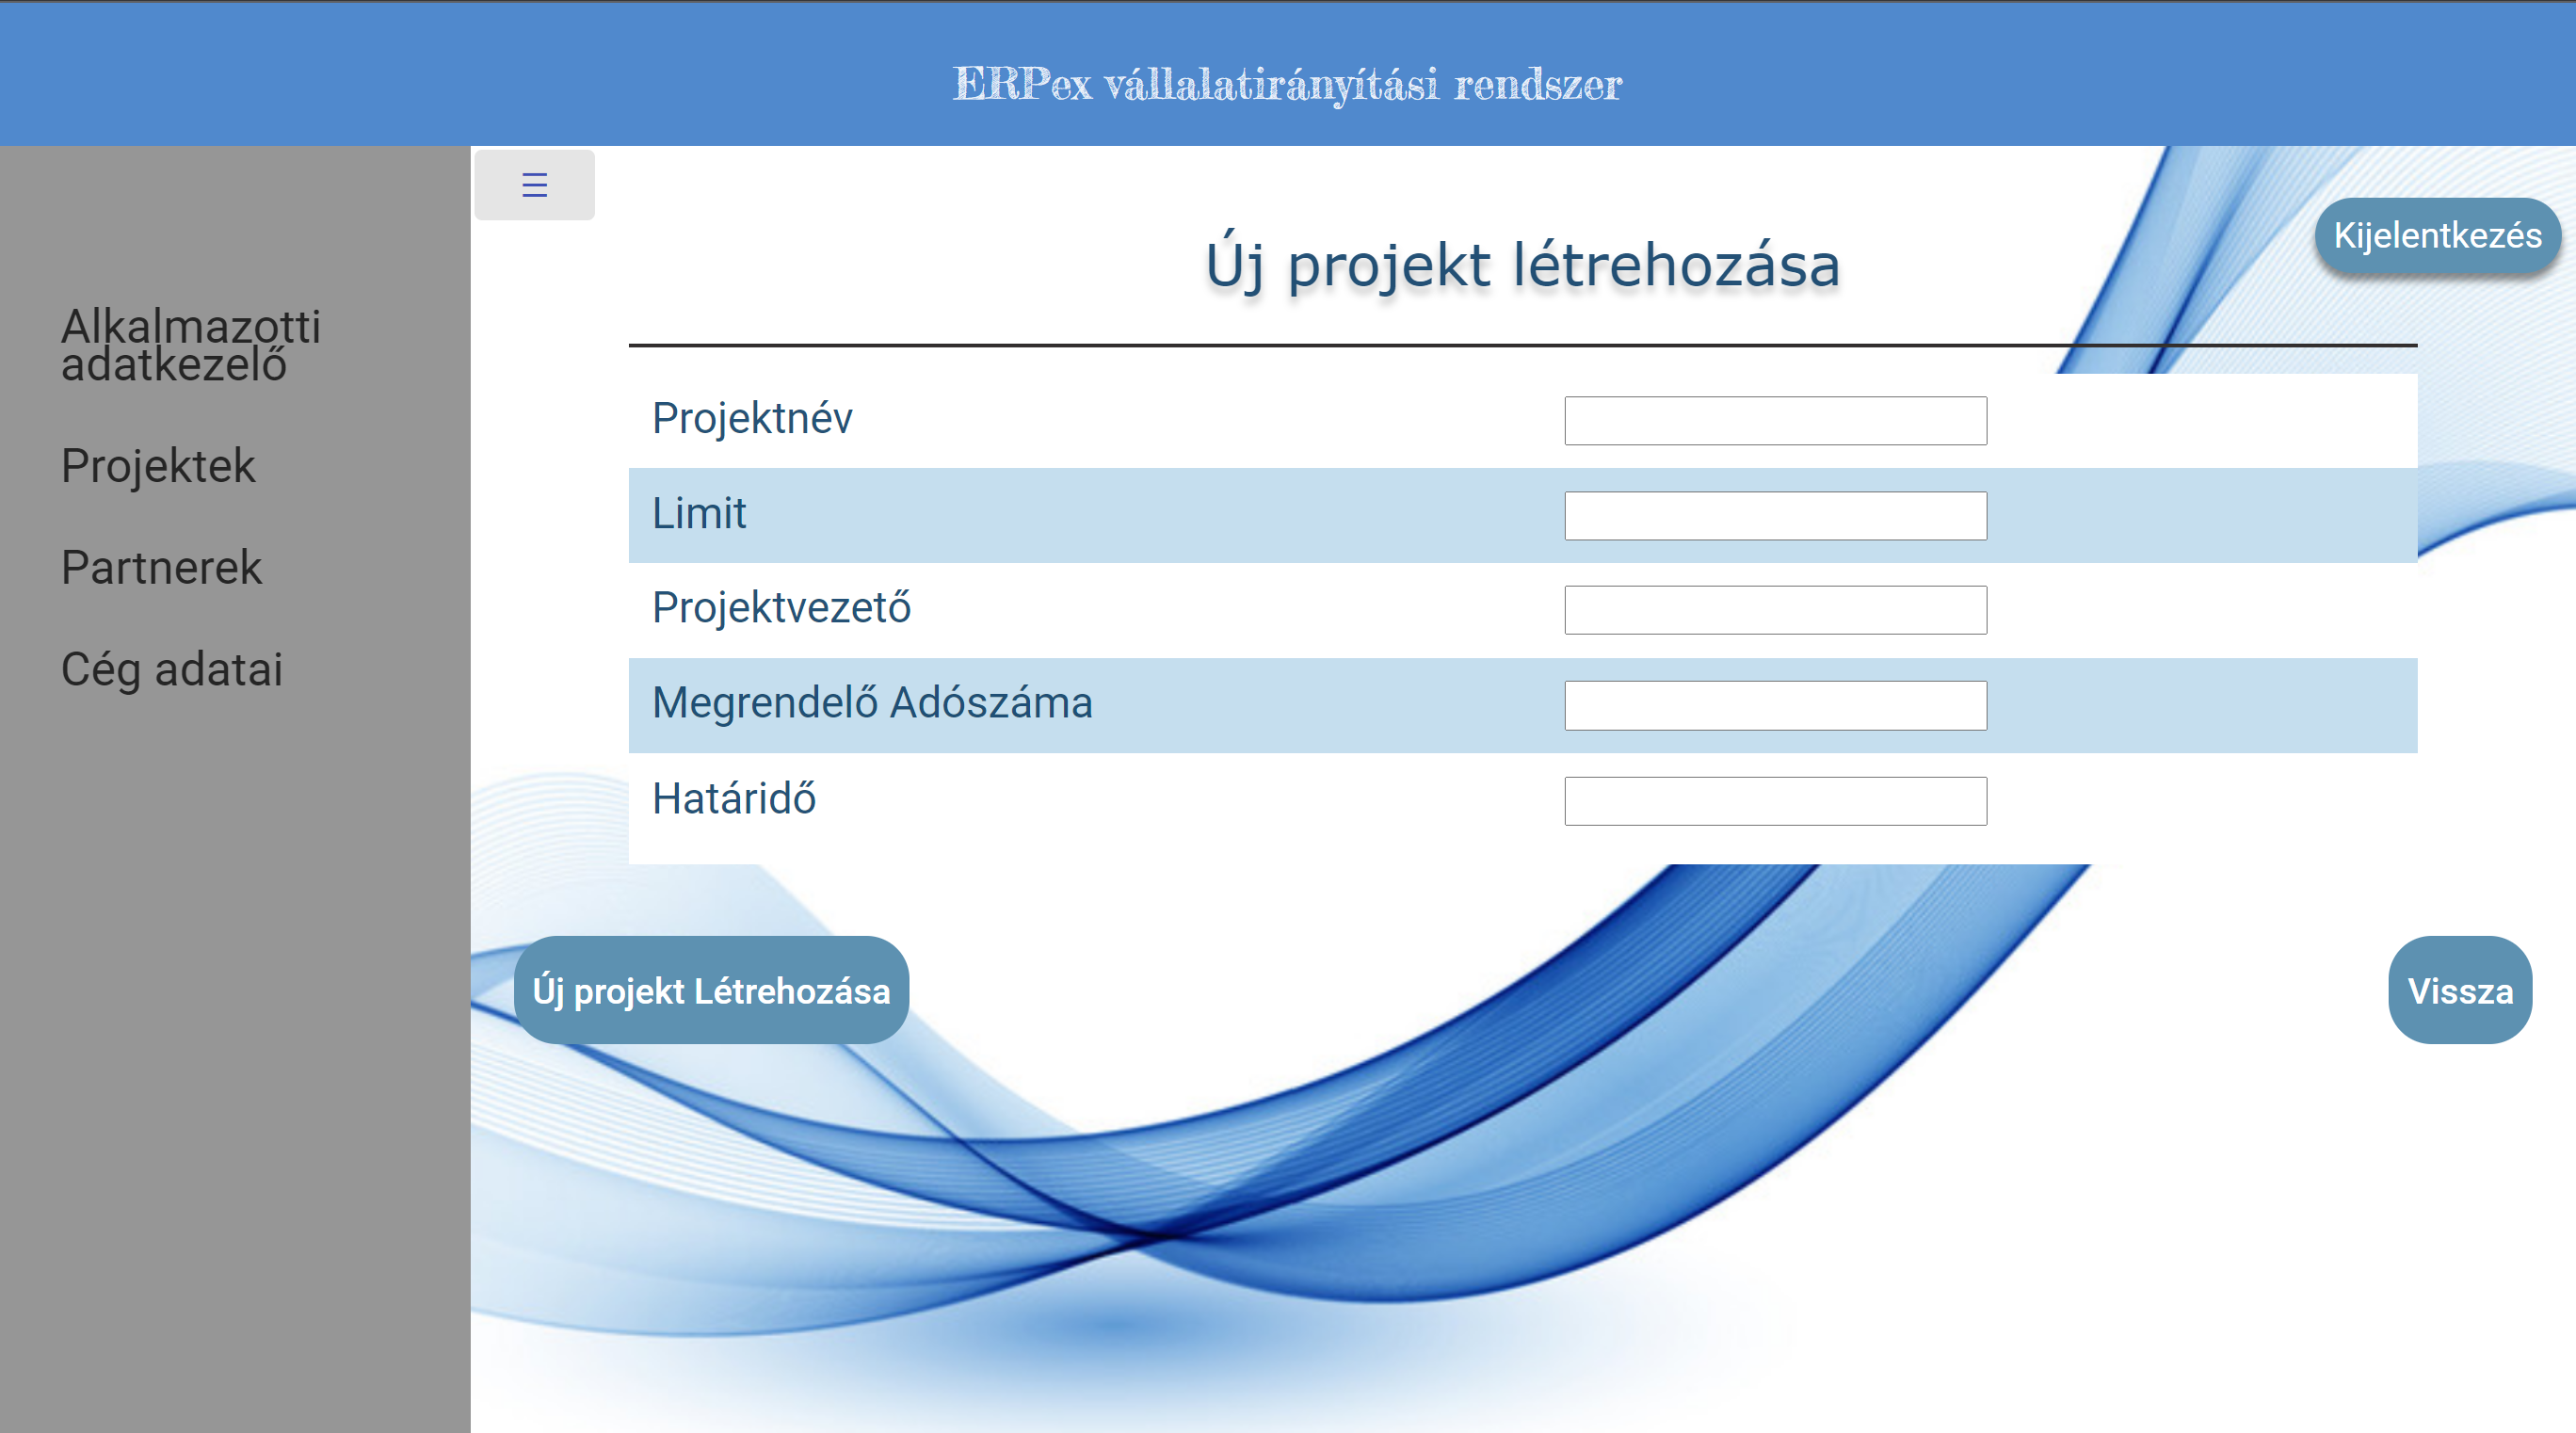 ERPex vállalatirányítási rendszer
☰
Kijelentkezés
Új projekt létrehozása
Alkalmazotti
adatkezelő
Projektek
Partnerek
Cég adatai
Projektnév
Limit
Projektvezető
Megrendelő Adószáma
Határidő
Új projekt Létrehozása
Vissza